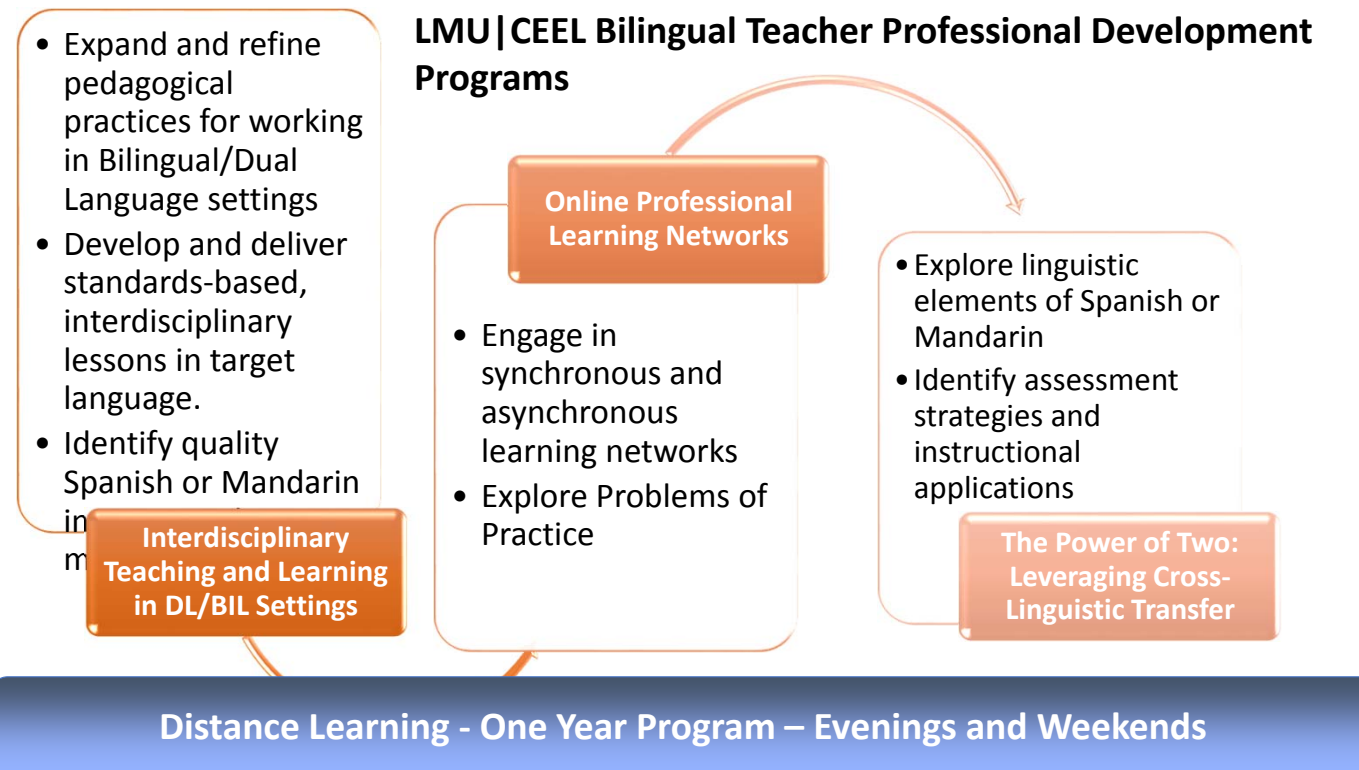 LMU|CEEL Bilingual Teacher Professional Development
Programs
• Expand and refine
pedagogical
practices for working
in Bilingual/Dual
Language settings
• Develop and deliver
standards-based,
interdisciplinary
lessons in target
language.
• Identify quality
Spanish or Mandarin
Interdisciplinary
Teaching and Learning
in DL/BIL Settings
Online Professional
Learning Networks
• Engage in
synchronous and
asynchronous
learning networks
• Explore Problems of
Practice
• Explore linguistic
elements of Spanish or
Mandarin
• Identify assessment
strategies and
instructional
applications
The Power of Two:
Leveraging Cross-
Linguistic Transfer
Distance Learning - One Year Program – Evenings and Weekends